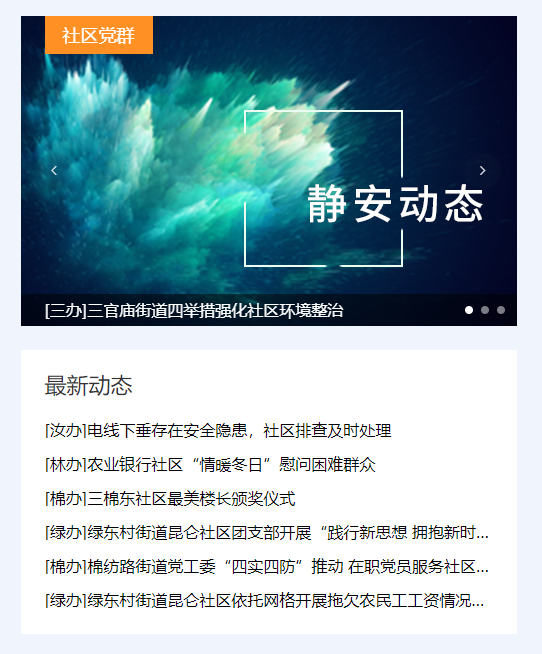 社区党群
静安动态
[三办]三官庙街道四举措强化社区环境整治
最新动态
[汝办]电线下垂存在安全隐患，社区排查及时处理
[林办]农业银行社区“情暖冬日”慰问困难群众
[棉办]三棉东社区最美楼长颁奖仪式
[绿办]绿东村街道昆仑社区团支部开展“践行新思想 拥抱新时...
[棉办]棉纺路街道党工委“四实四防”推动 在职党员服务社区...
[绿办]绿东村街道昆仑社区依托网格开展拖欠农民工工资情况...